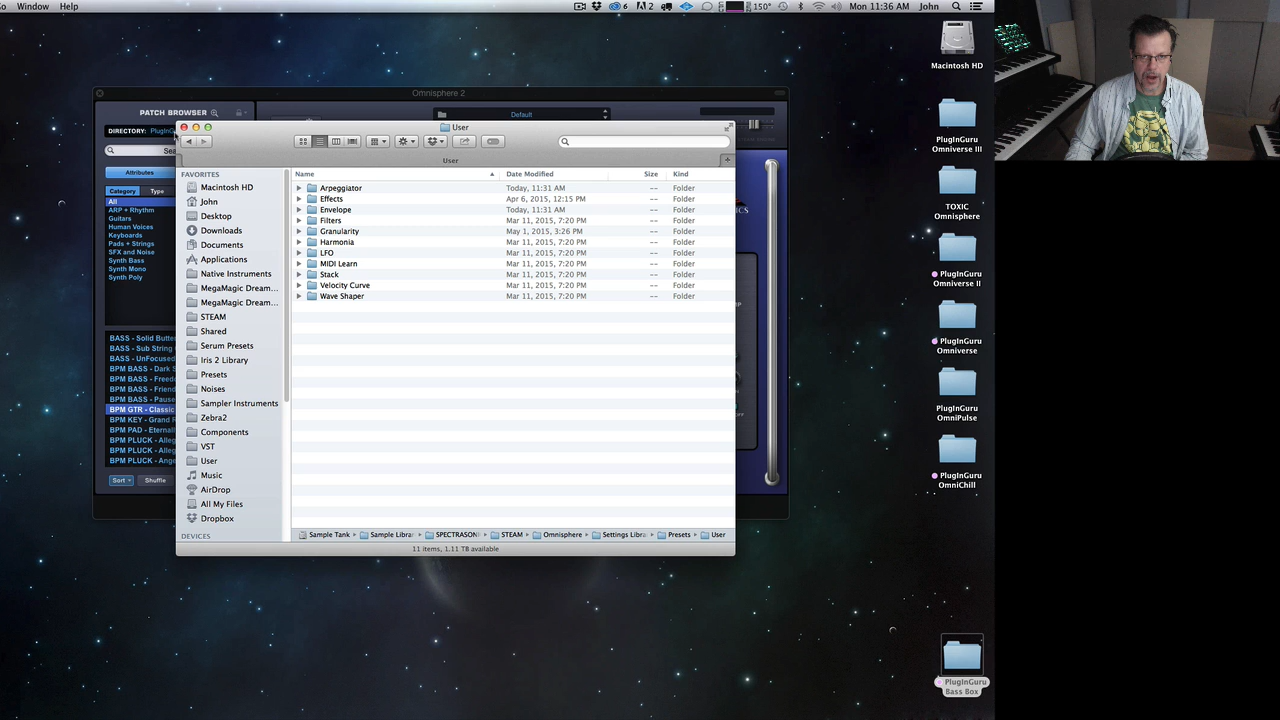 Window Help
6
2
150°
Mon 11:36 AM John
Macintosh HD
PlugInGuru
Omniverse III
TOXIC
Omnisphere
PlugInGuru
Omniverse II
PlugInGuru
Omniverse
PlugInGuru
OmniPulse
PlugInGuru
OmniChill
PlugInGuru
Bass Box
Omnisphere 2
PATCH BROWSER
Default
DIRECTORY: PlugInG
Sea
Attributes
Category Type
All
ARP + Rhythm
Guitars
Human Voices
Keyboards
Pads + Strings
SFX and Noise
Synth Bass
Synth Mono
Synth Poly
BASS - Solid Butte
BASS - Sub String
BASS - UnFocused
BPM BASS - Dark S
BPM BASS - Freed
BPM BASS - Friend
BPM BASS - Pause
BPM GTR - Classic
BPM KEY - Grand R
BPM PAD - Eternal
BPM PLUCK - Alleg
BPM PLUCK - Alleg
BPM PLUCK - Ange
Sort Shuffle
User
User
FAVORITES
Macintosh HD
John
Desktop
Downloads
Documents
Applications
Native Instruments
MegaMagic Dream...
MegaMagic Dream...
STEAM
Shared
Serum Presets
Iris 2 Library
Presets
Noises
Sampler Instruments
Zebra2
Components
VST
User
Music
AirDrop
All My Files
Dropbox
DEVICES
Name Date Modified Size Kind
Arpeggiator Today, 11:31 AM -- Folder
Effects Apr 6, 2015, 12:15 PM -- Folder
Envelope Today, 11:31 AM -- Folder
Filters Mar 11, 2015, 7:20 PM -- Folder
Granularity May 1, 2015, 3:26 PM -- Folder
Harmonia Mar 11, 2015, 7:20 PM -- Folder
LFO Mar 11, 2015, 7:20 PM -- Folder
MIDI Learn Mar 11, 2015, 7:20 PM -- Folder
Stack Mar 11, 2015, 7:20 PM -- Folder
Velocity Curve Mar 11, 2015, 7:20 PM -- Folder
Wave Shaper Mar 11, 2015, 7:20 PM -- Folder
Sample Tank Sample Librar SPECTRASON STEAM Omnisphere Settings Libra Presets User
11 items, 1.11 TB available